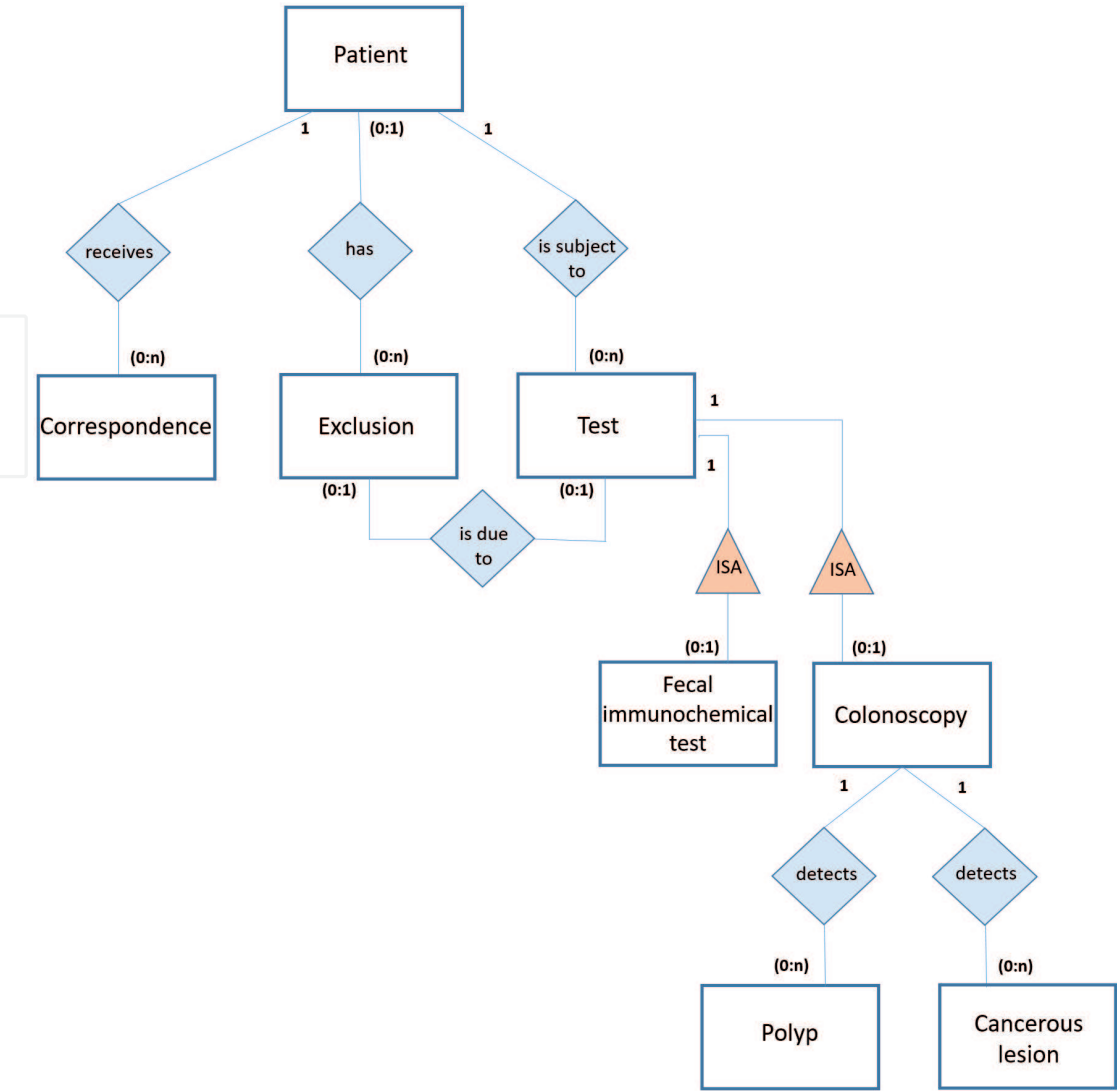 Patient
1
(0:1)
1
receives
has
is subject
to
(0:n)
(0:n)
(0:n)
Correspondence
Exclusion
Test
1
1
(0:1)
(0:1)
is due
to
ISA
ISA
(0:1)
(0:1)
Fecal
immunochemical
test
Colonoscopy
1
1
detects
detects
(0:n)
(0:n)
Polyp
Cancerous
lesion